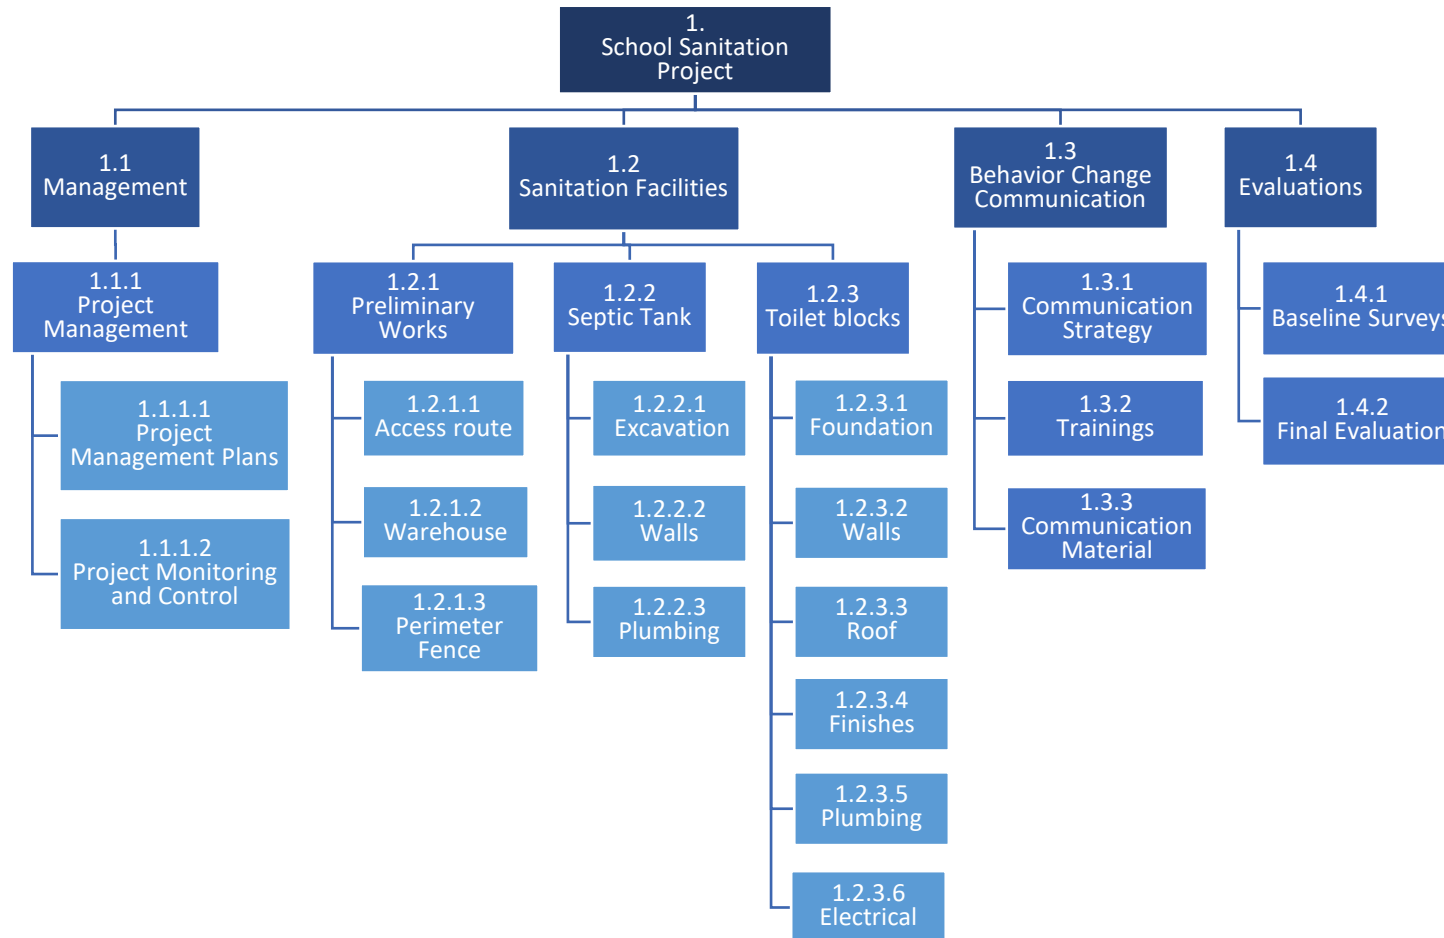 1.
School Sanitation
Project
1.1
Management
1.2
Sanitation Facilities
1.3
Behavior Change
Communication
1.4
Evaluations
1.1.1
Project
Management
1.2.1
Preliminary
Works
1.2.2
Septic Tank
1.2.3
Toilet blocks
1.3.1
Communication
Strategy
1.4.1
Baseline Surveys
1.1.1.1
Project
Management Plans
1.2.1.1
Access route
1.2.2.1
Excavation
1.2.3.1
Foundation
1.3.2
Trainings
1.4.2
Final Evaluation
1.1.1.2
Project Monitoring
and Control
1.2.1.2
Warehouse
1.2.2.2
Walls
1.2.3.2
Walls
1.3.3
Communication
Material
1.2.1.3
Perimeter
Fence
1.2.2.3
Plumbing
1.2.3.3
Roof
1.2.3.4
Finishes
1.2.3.5
Plumbing
1.2.3.6
Electrical